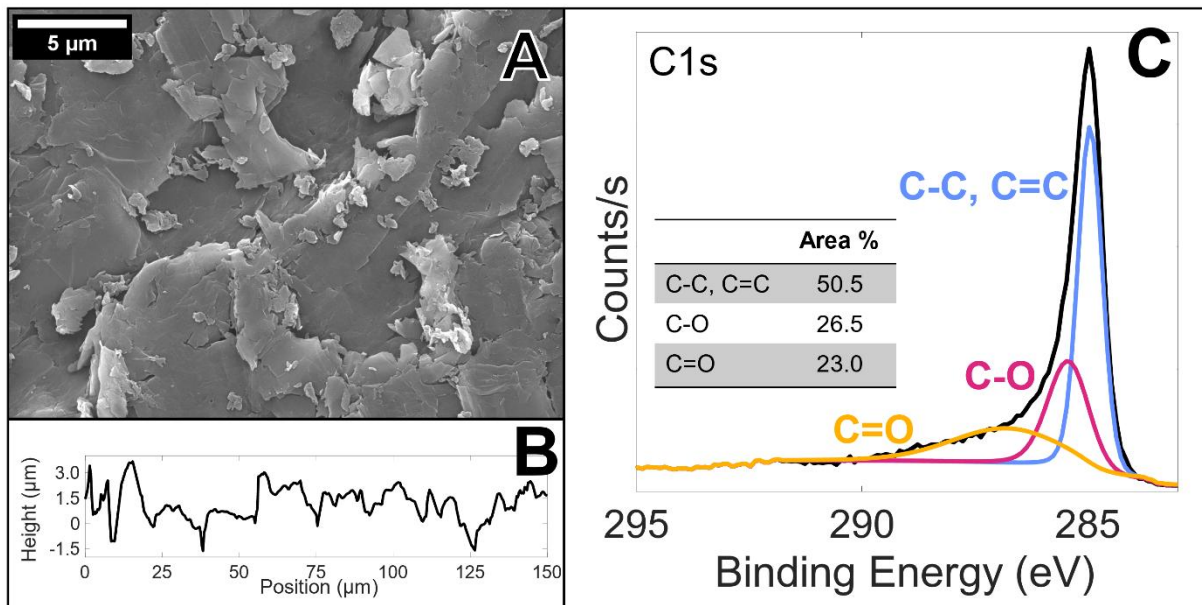 5 µm
A
B
Height (µm)
3.0
1.5
0
-1.5
0
25
50
75
100
125
150
Position (µm)
C
C1s
Counts/s
C-C, C=C
C-O
C=O
Area %
C-C, C=C 50.5
C-O 26.5
C=O 23.0
295
290
285
Binding Energy (eV)